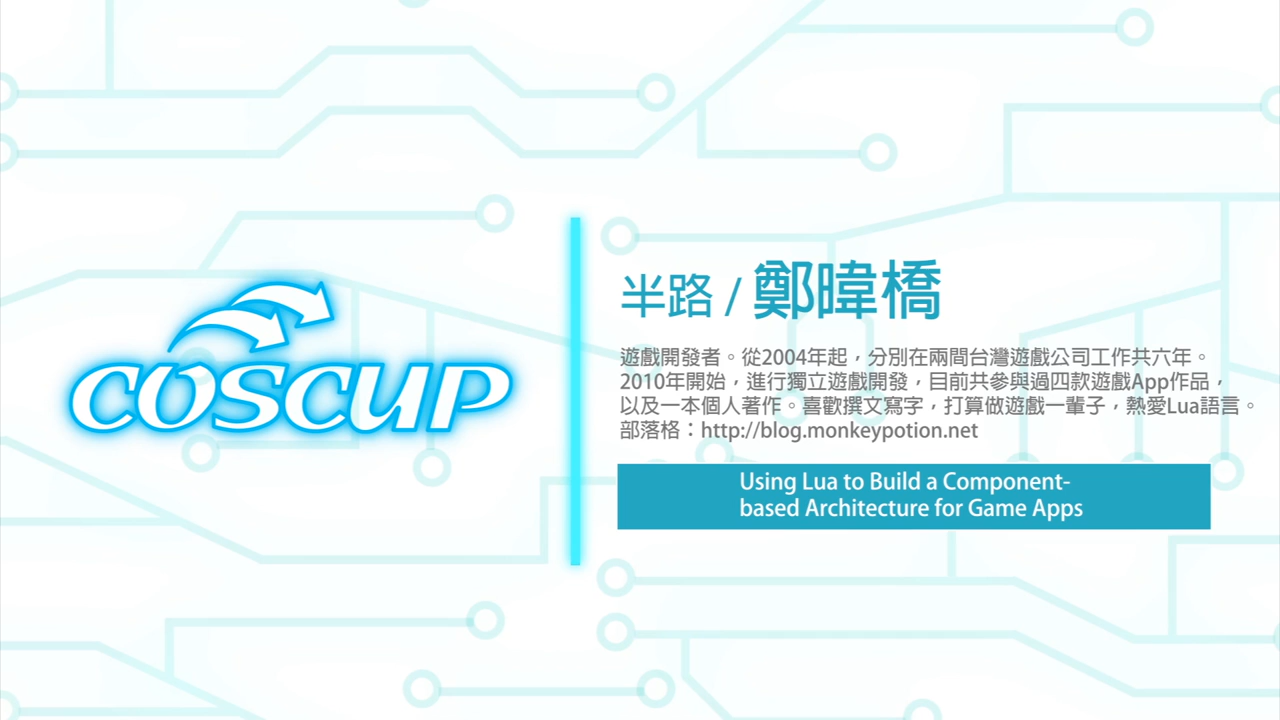 COSCUP
半路 / 鄭暐橋
遊戲開發者。從2004年起，分別在兩間台灣遊戲公司工作共六年。
2010年開始，進行獨立遊戲開發，目前共參與過四款遊戲App作品，
以及一本個人著作。喜歡撰文寫字，打算做遊戲一輩子，熱愛Lua語言。
部落格：http://blog.monkeypotion.net
Using Lua to Build a Component-
based Architecture for Game Apps